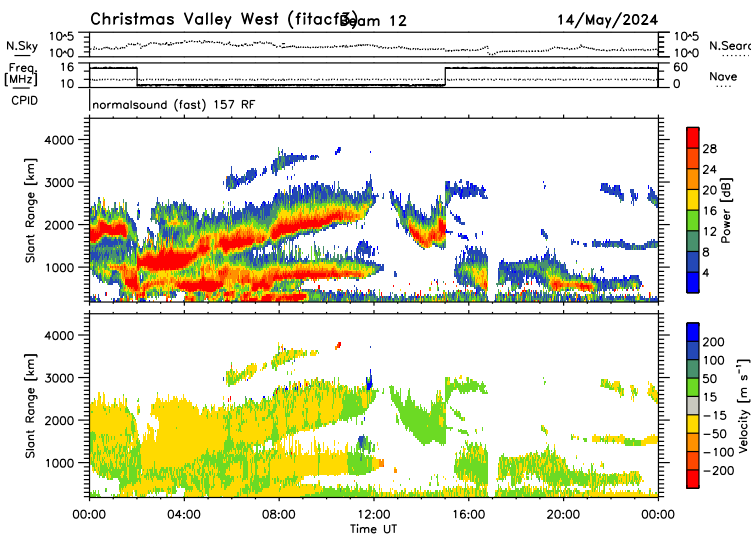 Christmas Valley West (fitacf3) Beam 12 14/May/2024
N.Sky 10^5 10^0 10^5 10^0 N.Searc
Freq [MHz] 16 10 60 0 Nave
CPID normalsound (fast) 157 RF
Slant Range [km] 4000 3000 2000 1000
Power [dB] 28 24 20 16 12 8 4
Slant Range [km] 4000 3000 2000 1000
Velocity [m s⁻¹] 200 100 50 15 -15 -50 -100 -200
00:00 04:00 08:00 12:00 16:00 20:00 00:00
Time UT